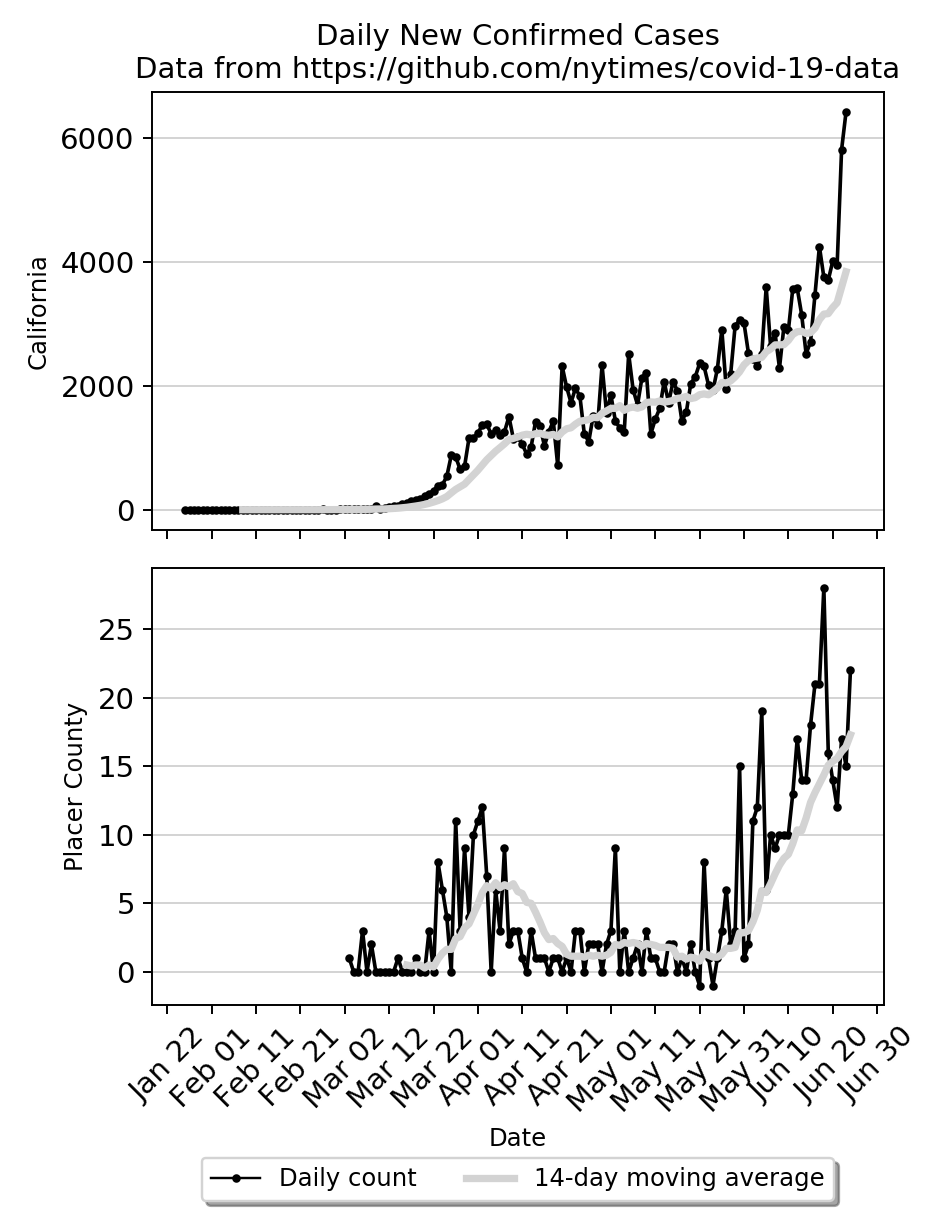 Daily New Confirmed Cases
Data from https://github.com/nytimes/covid-19-data
6000
4000
2000
0
California
25
20
15
10
5
0
Placer County
Jan 22
Feb 01
Feb 11
Feb 21
Mar 02
Mar 12
Mar 22
Apr 01
Apr 11
Apr 21
May 01
May 11
May 21
May 31
Jun 10
Jun 20
Jun 30
Date
Daily count
14-day moving average